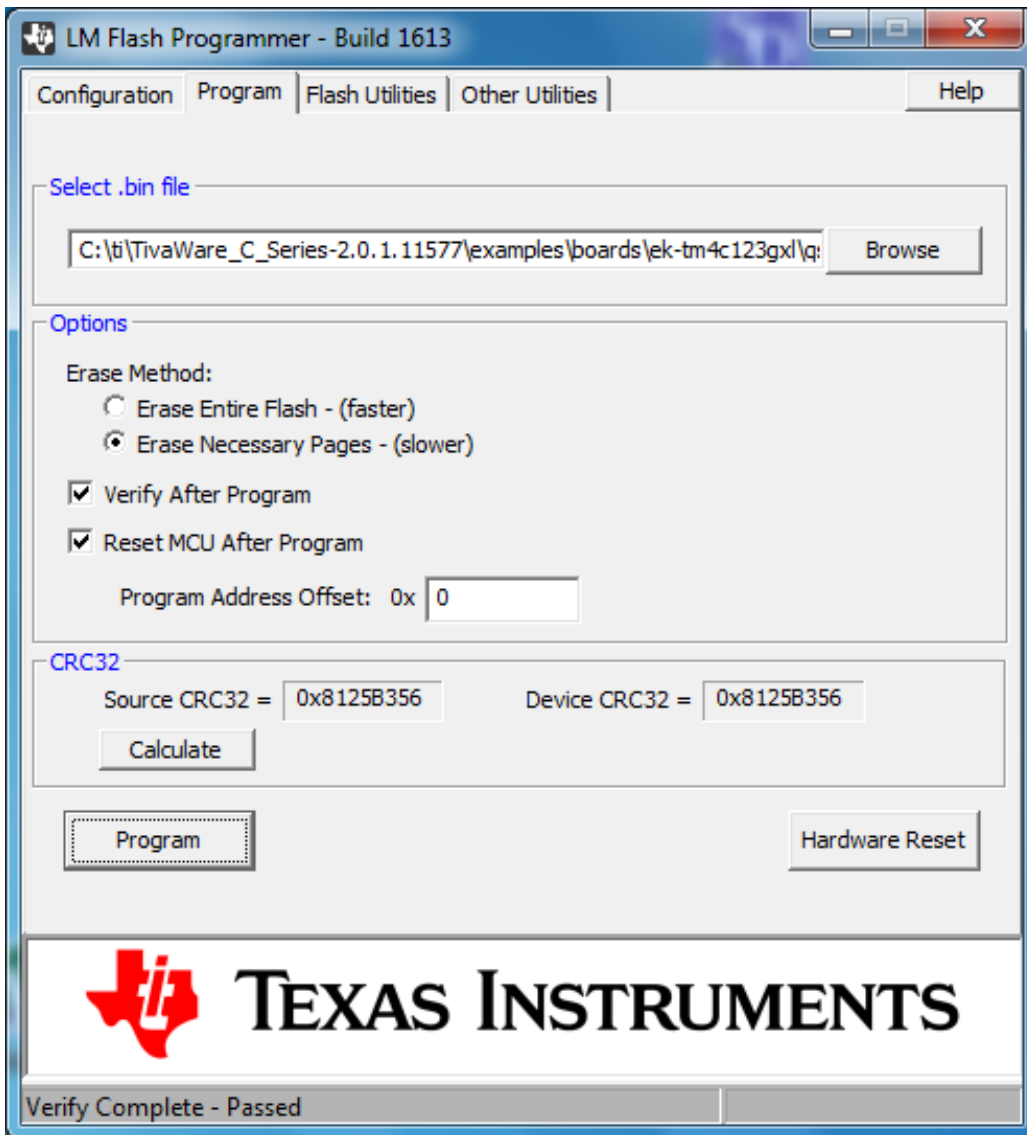 LM Flash Programmer - Build 1613
Configuration Program Flash Utilities Other Utilities Help
Select .bin file
C:\ti\TivaWare_C_Series-2.0.1.11577\examples\boards\ek-tm4c123gxl\q Browse
Options
Erase Method:
Erase Entire Flash - (faster)
Erase Necessary Pages - (slower)
Verify After Program
Reset MCU After Program
Program Address Offset: 0x 0
CRC32
Source CRC32 = 0x8125B356 Device CRC32 = 0x8125B356
Calculate
Program Hardware Reset
TEXAS INSTRUMENTS
Verify Complete - Passed